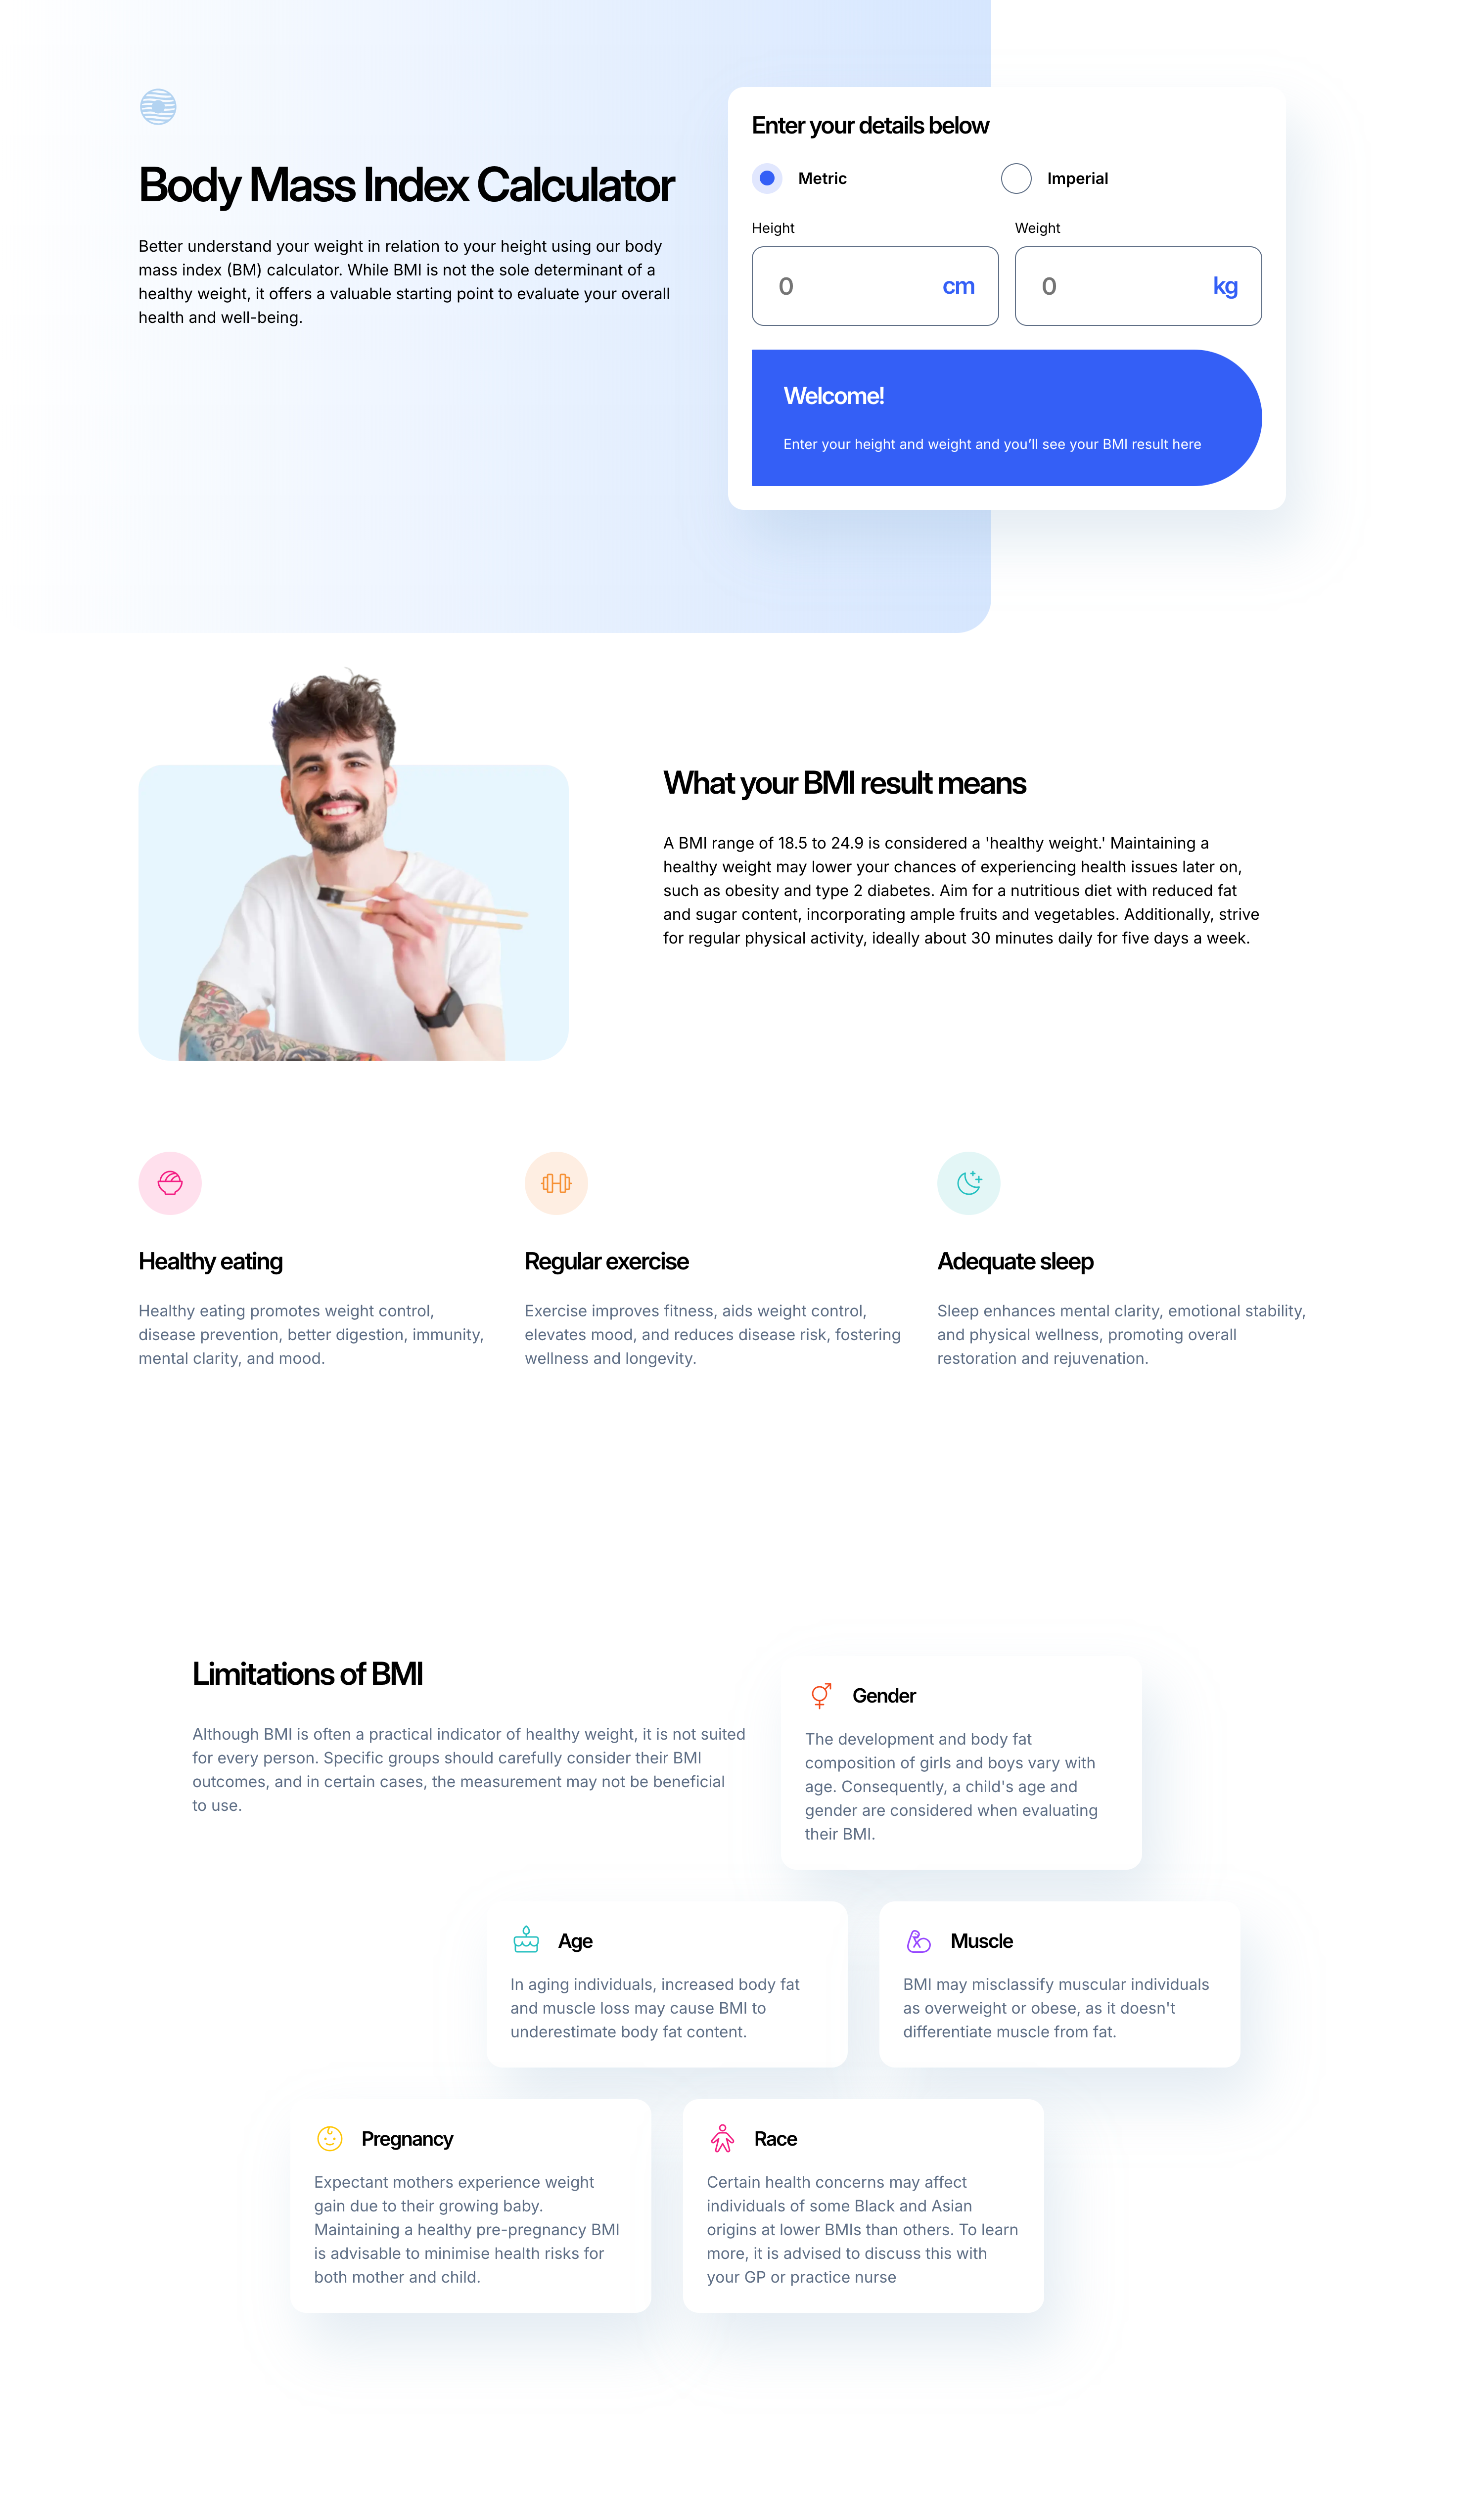 Body Mass Index Calculator
Better understand your weight in relation to your height using our body
mass index (BM) calculator. While BMI is not the sole determinant of a
healthy weight, it offers a valuable starting point to evaluate your overall
health and well-being.
Enter your details below
Metric
Imperial
Height
Weight
0 cm
0 kg
Welcome!
Enter your height and weight and you’ll see your BMI result here
What your BMI result means
A BMI range of 18.5 to 24.9 is considered a 'healthy weight.' Maintaining a
healthy weight may lower your chances of experiencing health issues later on,
such as obesity and type 2 diabetes. Aim for a nutritious diet with reduced fat
and sugar content, incorporating ample fruits and vegetables. Additionally, strive
for regular physical activity, ideally about 30 minutes daily for five days a week.
Healthy eating
Healthy eating promotes weight control,
disease prevention, better digestion, immunity,
mental clarity, and mood.
Regular exercise
Exercise improves fitness, aids weight control,
elevates mood, and reduces disease risk, fostering
wellness and longevity.
Adequate sleep
Sleep enhances mental clarity, emotional stability,
and physical wellness, promoting overall
restoration and rejuvenation.
Limitations of BMI
Although BMI is often a practical indicator of healthy weight, it is not suited
for every person. Specific groups should carefully consider their BMI
outcomes, and in certain cases, the measurement may not be beneficial
to use.
Gender
The development and body fat
composition of girls and boys vary with
age. Consequently, a child's age and
gender are considered when evaluating
their BMI.
Age
In aging individuals, increased body fat
and muscle loss may cause BMI to
underestimate body fat content.
Muscle
BMI may misclassify muscular individuals
as overweight or obese, as it doesn't
differentiate muscle from fat.
Pregnancy
Expectant mothers experience weight
gain due to their growing baby.
Maintaining a healthy pre-pregnancy BMI
is advisable to minimise health risks for
both mother and child.
Race
Certain health concerns may affect
individuals of some Black and Asian
origins at lower BMIs than others. To learn
more, it is advised to discuss this with
your GP or practice nurse